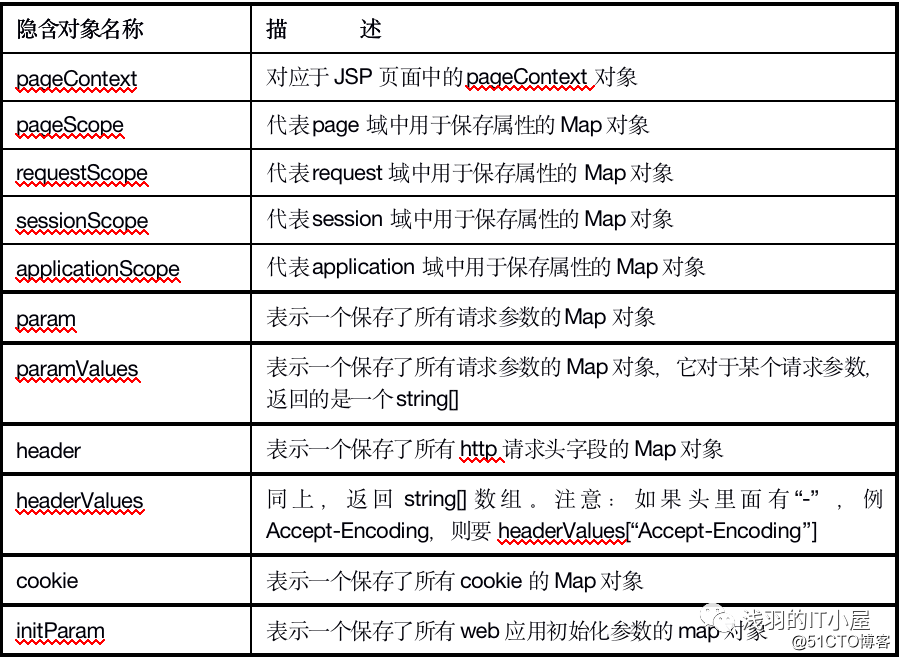 隐含对象名称 描 述
pageContext 对应于 JSP 页面中的pageContext 对象
pageScope 代表page 域中用于保存属性的 Map 对象
requestScope 代表request 域中用于保存属性的 Map 对象
sessionScope 代表session 域中用于保存属性的 Map 对象
applicationScope 代表application 域中用于保存属性的 Map 对象
param 表示一个保存了所有请求参数的 Map 对象
paramValues 表示一个保存了所有请求参数的 Map 对象，它对于某个请求参数，
返回的是一个string[]
header 表示一个保存了所有 http 请求头字段的 Map 对象
headerValues 同上，返回 string[] 数组。注意：如果头里面有“-”，例
Accept-Encoding，则要 headerValues[“Accept-Encoding”]
cookie 表示一个保存了所有 cookie 的 Map 对象
initParam 表示一个保存了所有 web 应用初始化参数的 map 对象
浅羽的IT小屋
@51CTO博客